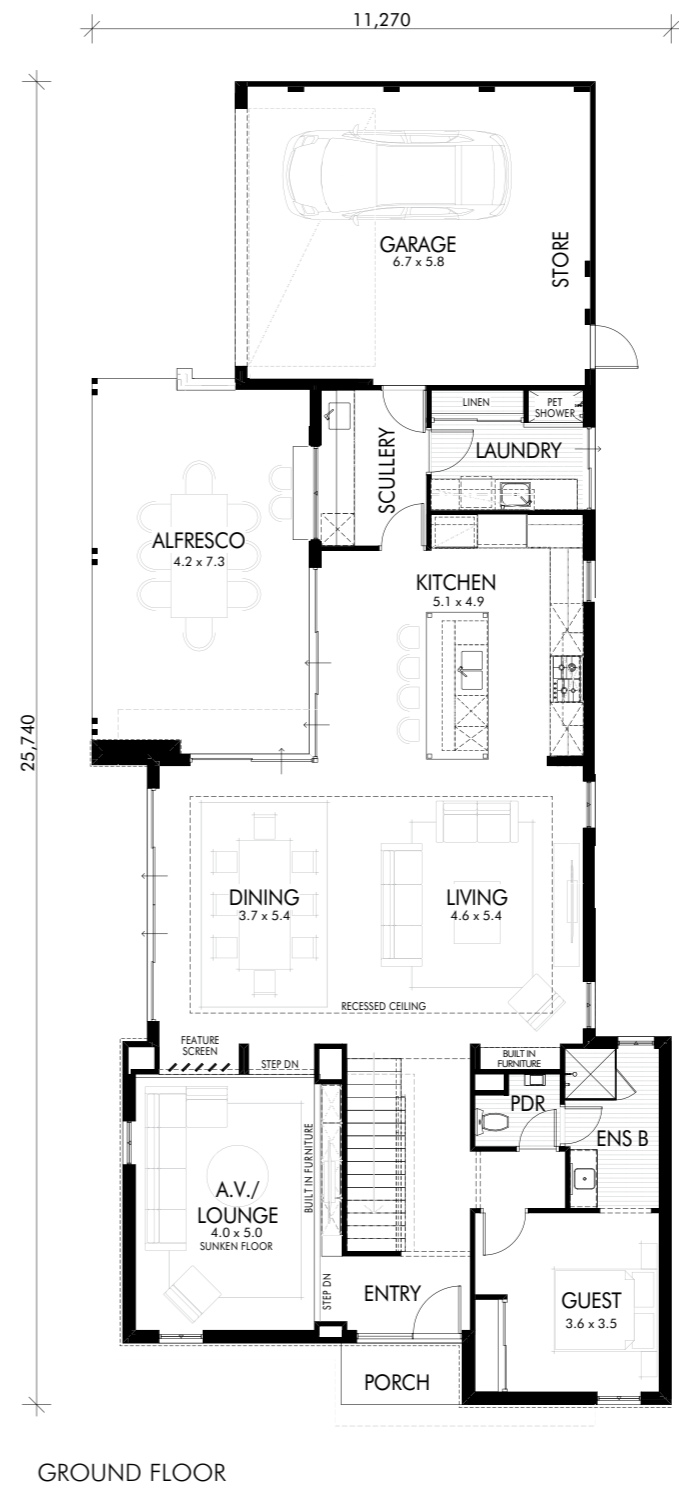 11,270
25,740
GARAGE
6.7 x 5.8
STORE
LINEN
PET
SHOWER
SCULLERY
LAUNDRY
ALFRESCO
4.2 x 7.3
KITCHEN
5.1 x 4.9
DINING
3.7 x 5.4
LIVING
4.6 x 5.4
RECESSED CEILING
FEATURE
SCREEN
STEP DN
BUILT IN
FURNITURE
PDR
ENS B
BUILT IN FURNITURE
A.V./
LOUNGE
4.0 x 5.0
SUNKEN FLOOR
STEP DN
ENTRY
GUEST
3.6 x 3.5
PORCH
GROUND FLOOR